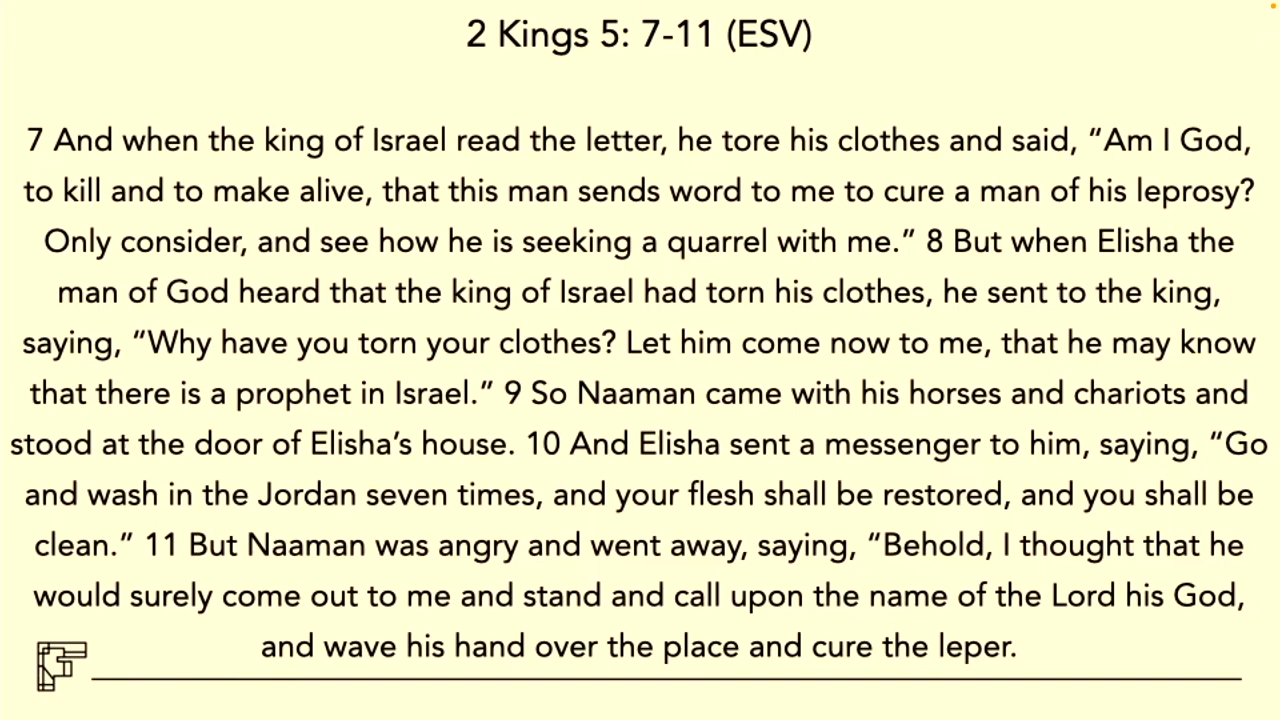 2 Kings 5: 7-11 (ESV)
7 And when the king of Israel read the letter, he tore his clothes and said, “Am I God,
to kill and to make alive, that this man sends word to me to cure a man of his leprosy?
Only consider, and see how he is seeking a quarrel with me.” 8 But when Elisha the
man of God heard that the king of Israel had torn his clothes, he sent to the king,
saying, “Why have you torn your clothes? Let him come now to me, that he may know
that there is a prophet in Israel.” 9 So Naaman came with his horses and chariots and
stood at the door of Elisha’s house. 10 And Elisha sent a messenger to him, saying, “Go
and wash in the Jordan seven times, and your flesh shall be restored, and you shall be
clean.” 11 But Naaman was angry and went away, saying, “Behold, I thought that he
would surely come out to me and stand and call upon the name of the Lord his God,
and wave his hand over the place and cure the leper.